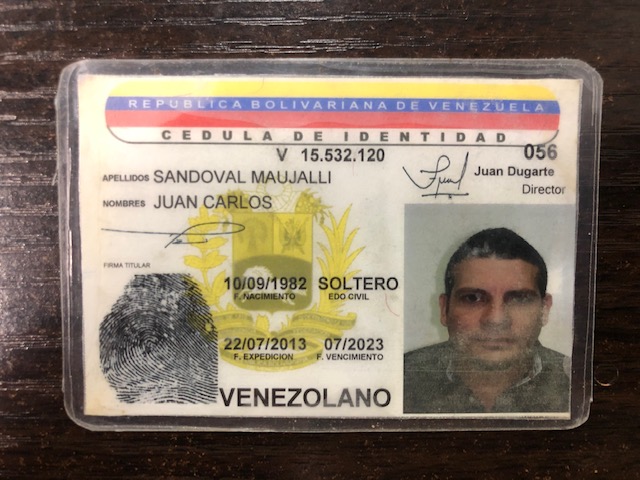 REPUBLICA BOLIVARIANA DE VENEZUELA
CEDULA DE IDENTIDAD
V 15.532.120
056
APELLIDOS SANDOVAL MAUJALLI
NOMBRES JUAN CARLOS
Juan Dugarte
Director
FIRMA TITULAR
10/09/1982 SOLTERO
F. NACIMIENTO EDO CIVIL
22/07/2013 07/2023
F. EXPEDICION F. VENCIMIENTO
VENEZOLANO